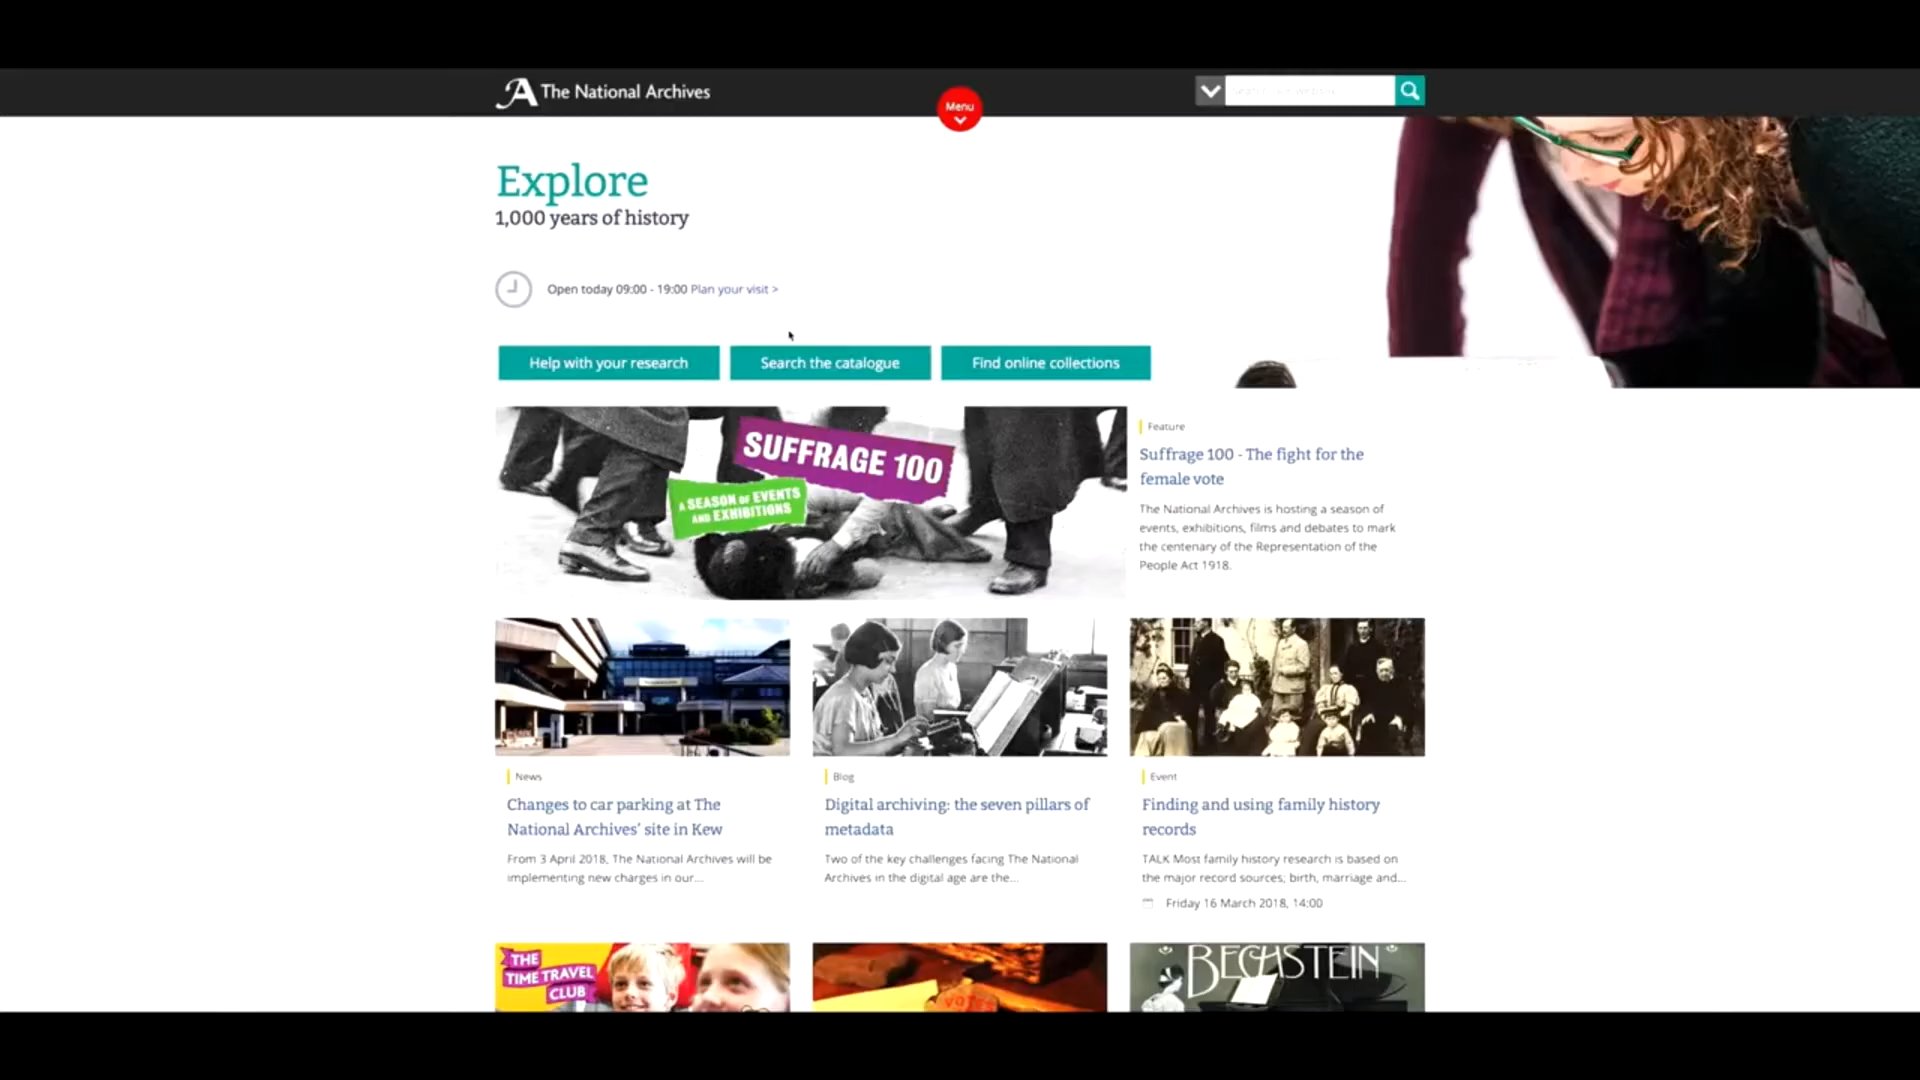 The National Archives
Menu
Explore
1,000 years of history
Open today 09:00 - 19:00 Plan your visit >
Help with your research
Search the catalogue
Find online collections
SUFFRAGE 100
A SEASON OF EVENTS
AND EXHIBITIONS
Feature
Suffrage 100 - The fight for the
female vote
The National Archives is hosting a season of
events, exhibitions, films and debates to mark
the centenary of the Representation of the
People Act 1918.
News
Changes to car parking at The
National Archives' site in Kew
From 3 April 2018, The National Archives will be
implementing new charges in our...
Blog
Digital archiving: the seven pillars of
metadata
Two of the key challenges facing The National
Archives in the digital age are the...
Event
Finding and using family history
records
TALK Most family history research is based on
the major record sources; birth, marriage and...
Friday 16 March 2018, 14:00
THE
TIME TRAVEL
CLUB
VOTES
BECHSTEIN